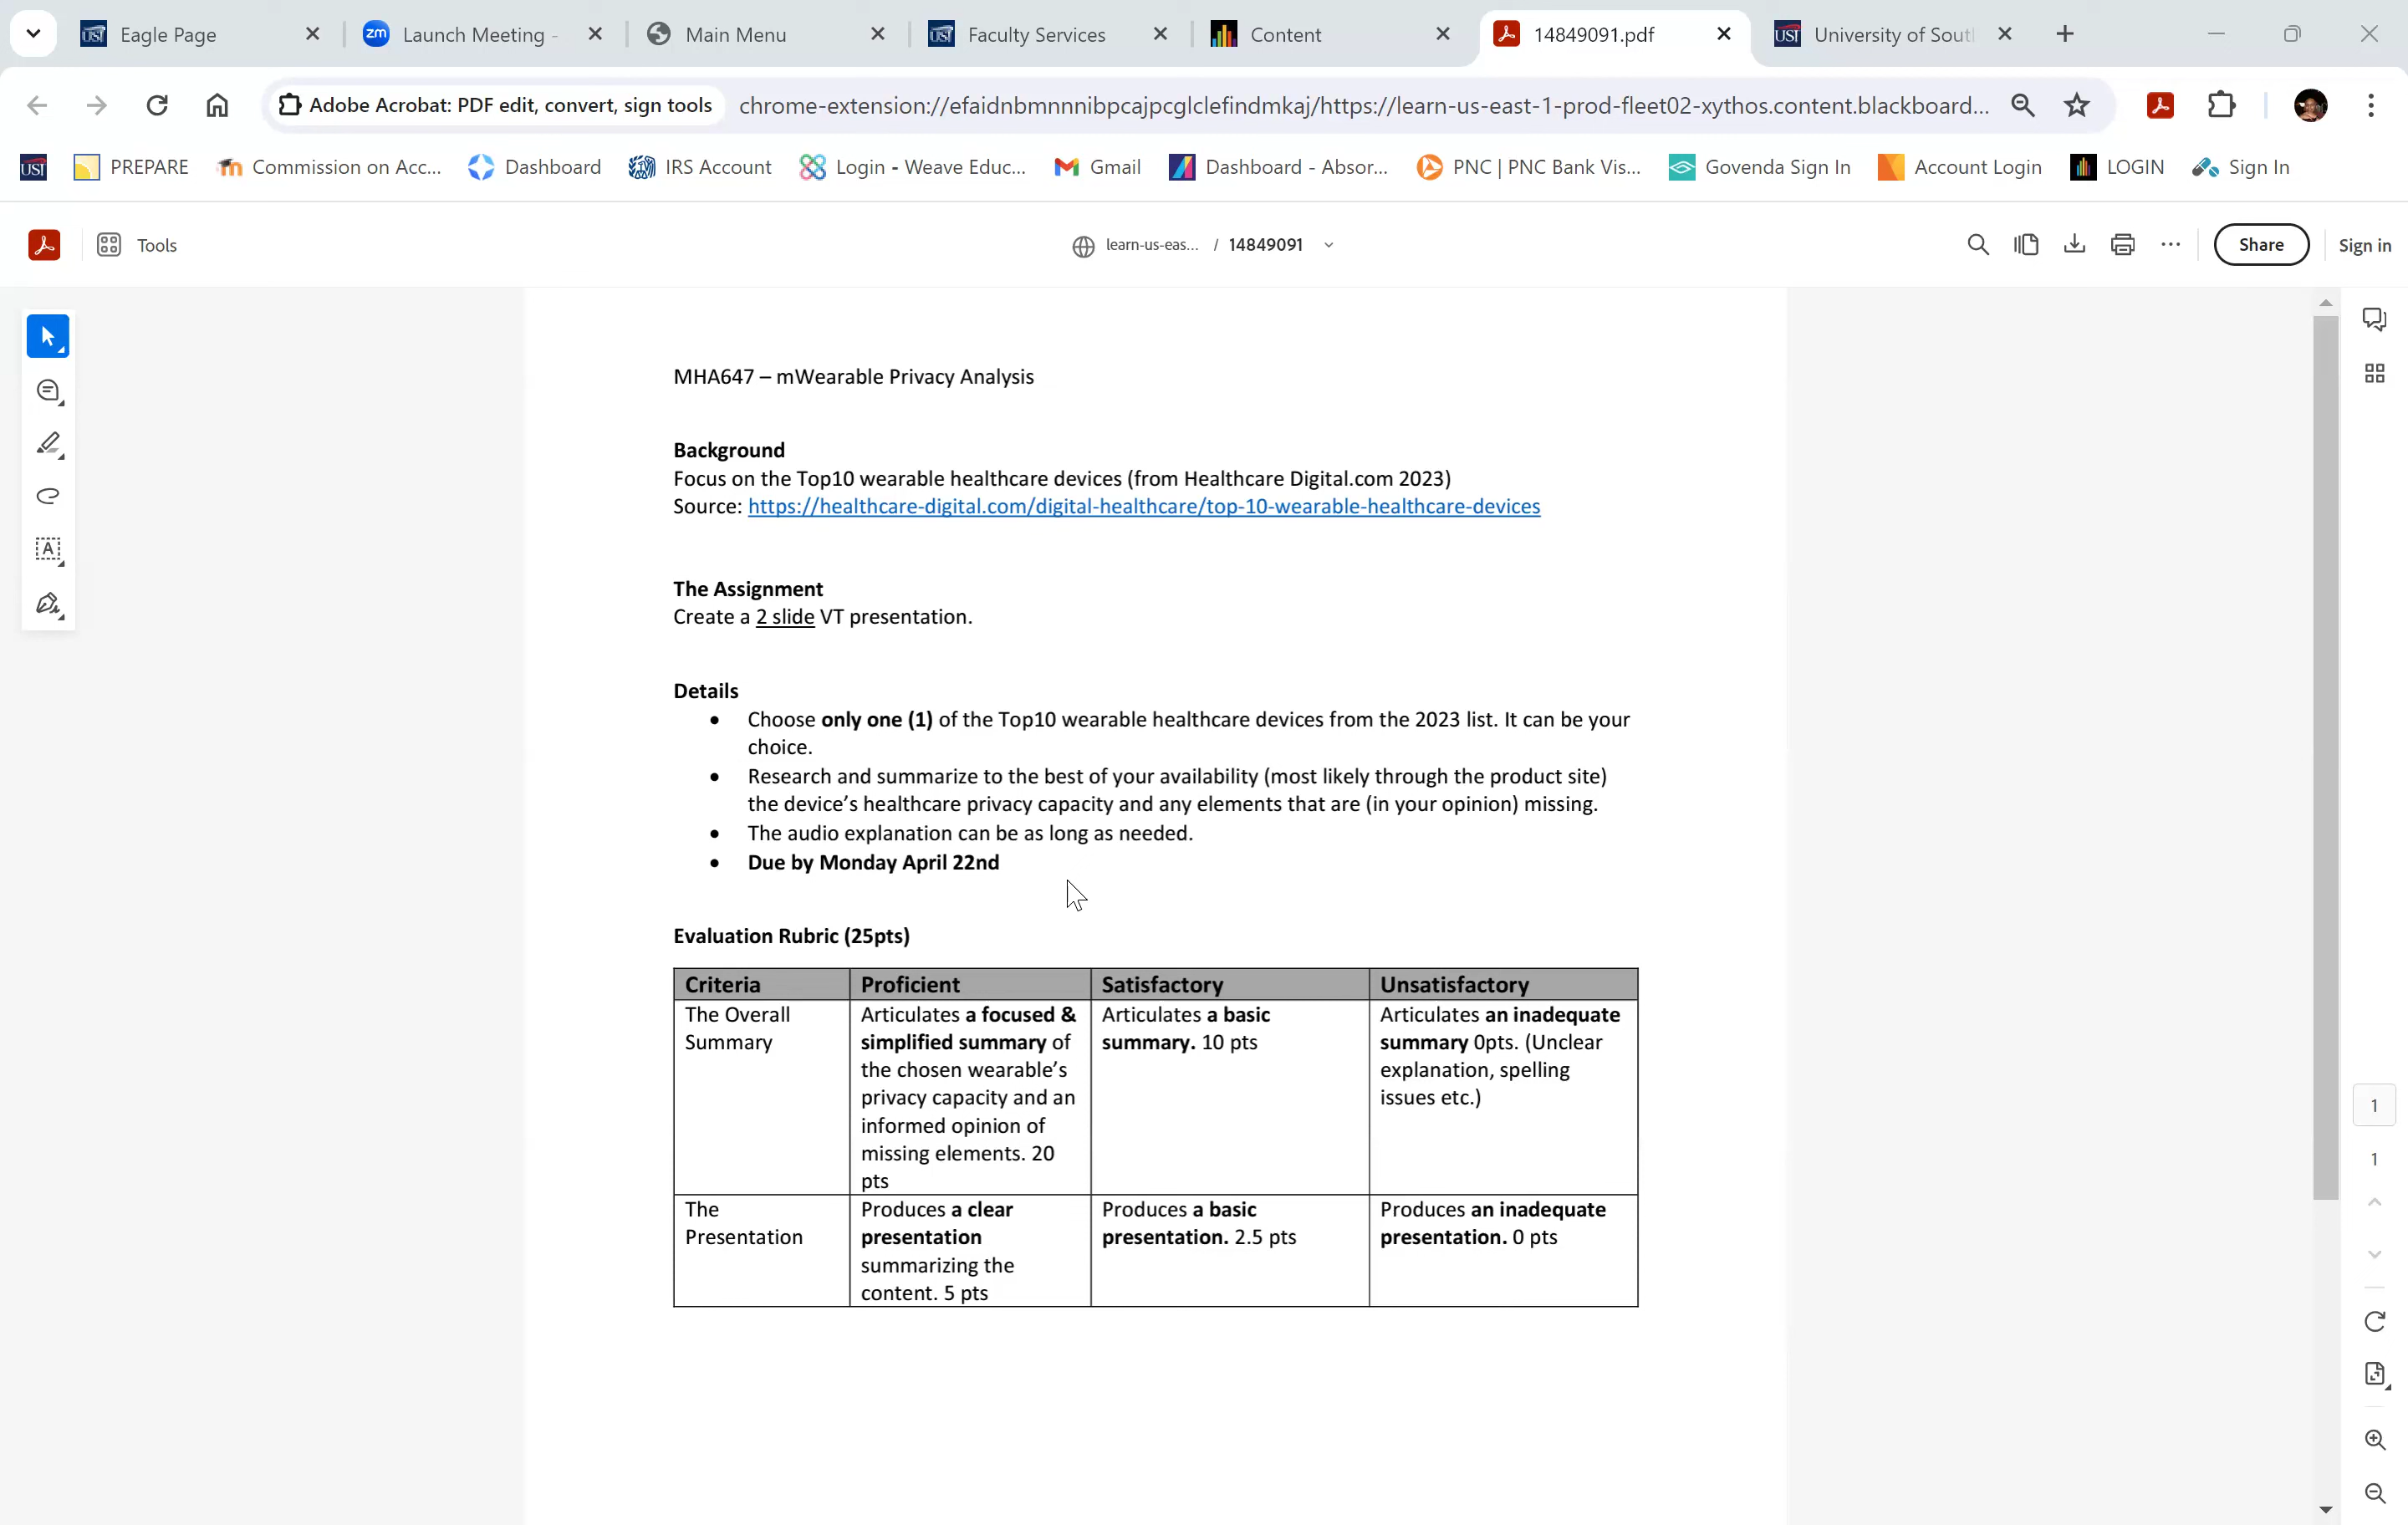 Eagle Page
zm Launch Meeting -
Main Menu
UST Faculty Services
Content
14849091.pdf
UST University of Sout
Adobe Acrobat: PDF edit, convert, sign tools
chrome-extension://efaidnbmnnnibpcajpcglclefindmkaj/https://learn-us-east-1-prod-fleet02-xythos.content.blackboard...
UST
PREPARE
Commission on Acc...
Dashboard
IRS Account
Login - Weave Educ...
Gmail
Dashboard - Absor...
PNC | PNC Bank Vis...
Govenda Sign In
Account Login
LOGIN
Sign In
Tools
learn-us-eas... / 14849091
Share
Sign in
MHA647 – mWearable Privacy Analysis
Background
Focus on the Top10 wearable healthcare devices (from Healthcare Digital.com 2023)
Source: https://healthcare-digital.com/digital-healthcare/top-10-wearable-healthcare-devices
The Assignment
Create a 2 slide VT presentation.
Details
• Choose only one (1) of the Top10 wearable healthcare devices from the 2023 list. It can be your
choice.
• Research and summarize to the best of your availability (most likely through the product site)
the device's healthcare privacy capacity and any elements that are (in your opinion) missing.
• The audio explanation can be as long as needed.
• Due by Monday April 22nd
Evaluation Rubric (25pts)
Criteria
Proficient
Satisfactory
Unsatisfactory
The Overall
Summary
Articulates a focused &
simplified summary of
the chosen wearable's
privacy capacity and an
informed opinion of
missing elements. 20
pts
Articulates a basic
summary. 10 pts
Articulates an inadequate
summary 0pts. (Unclear
explanation, spelling
issues etc.)
The
Presentation
Produces a clear
presentation
summarizing the
content. 5 pts
Produces a basic
presentation. 2.5 pts
Produces an inadequate
presentation. 0 pts
1
1